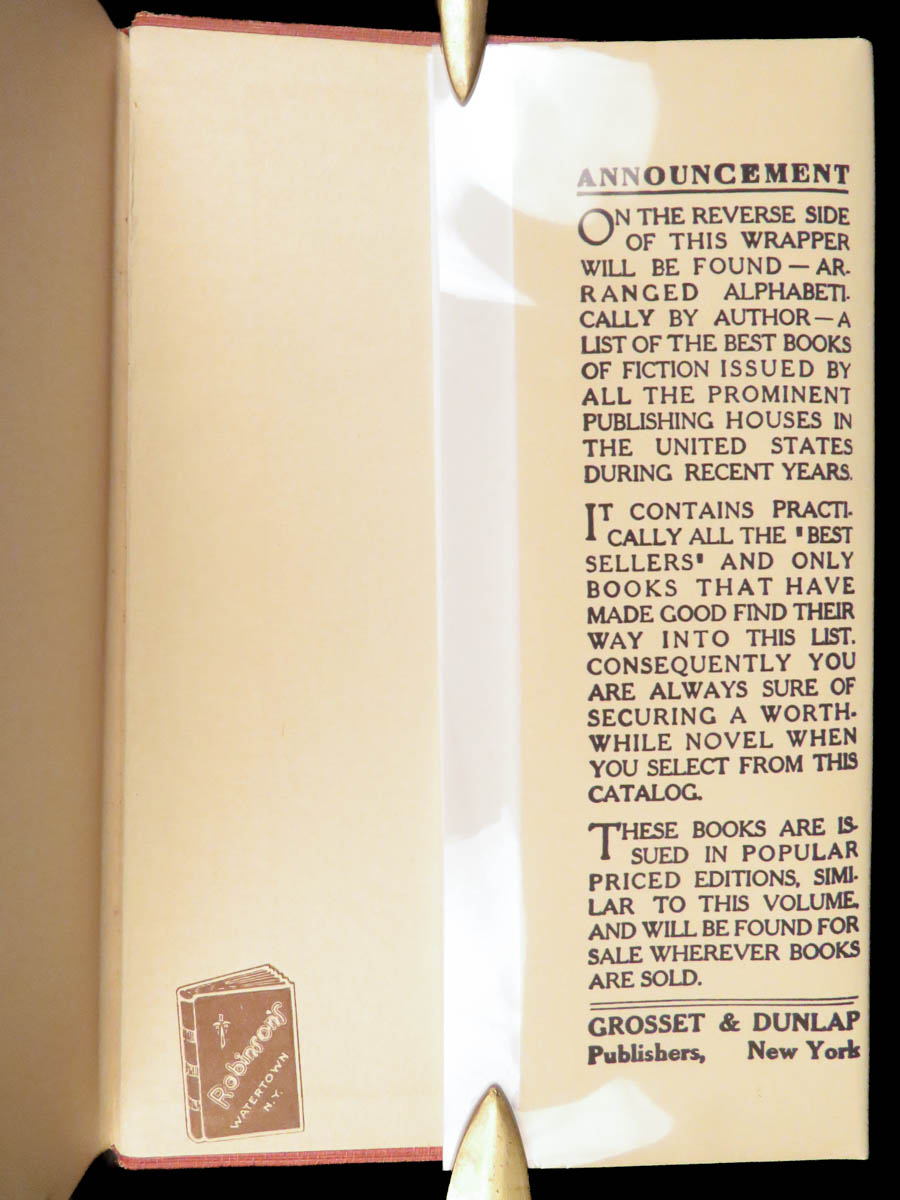 ANNOUNCEMENT
ON THE REVERSE SIDE
OF THIS WRAPPER
WILL BE FOUND — AR-
RANGED ALPHABETI-
CALLY BY AUTHOR — A
LIST OF THE BEST BOOKS
OF FICTION ISSUED BY
ALL THE PROMINENT
PUBLISHING HOUSES IN
THE UNITED STATES
DURING RECENT YEARS.
IT CONTAINS PRACTI-
CALLY ALL THE "BEST
SELLERS" AND ONLY
BOOKS THAT HAVE
MADE GOOD FIND THEIR
WAY INTO THIS LIST.
CONSEQUENTLY YOU
ARE ALWAYS SURE OF
SECURING A WORTH-
WHILE NOVEL WHEN
YOU SELECT FROM THIS
CATALOG.
THESE BOOKS ARE IS-
SUED IN POPULAR
PRICED EDITIONS, SIMI-
LAR TO THIS VOLUME,
AND WILL BE FOUND FOR
SALE WHEREVER BOOKS
ARE SOLD.
GROSSET & DUNLAP
Publishers, New York
Robinson's
WATERTOWN
N.Y.